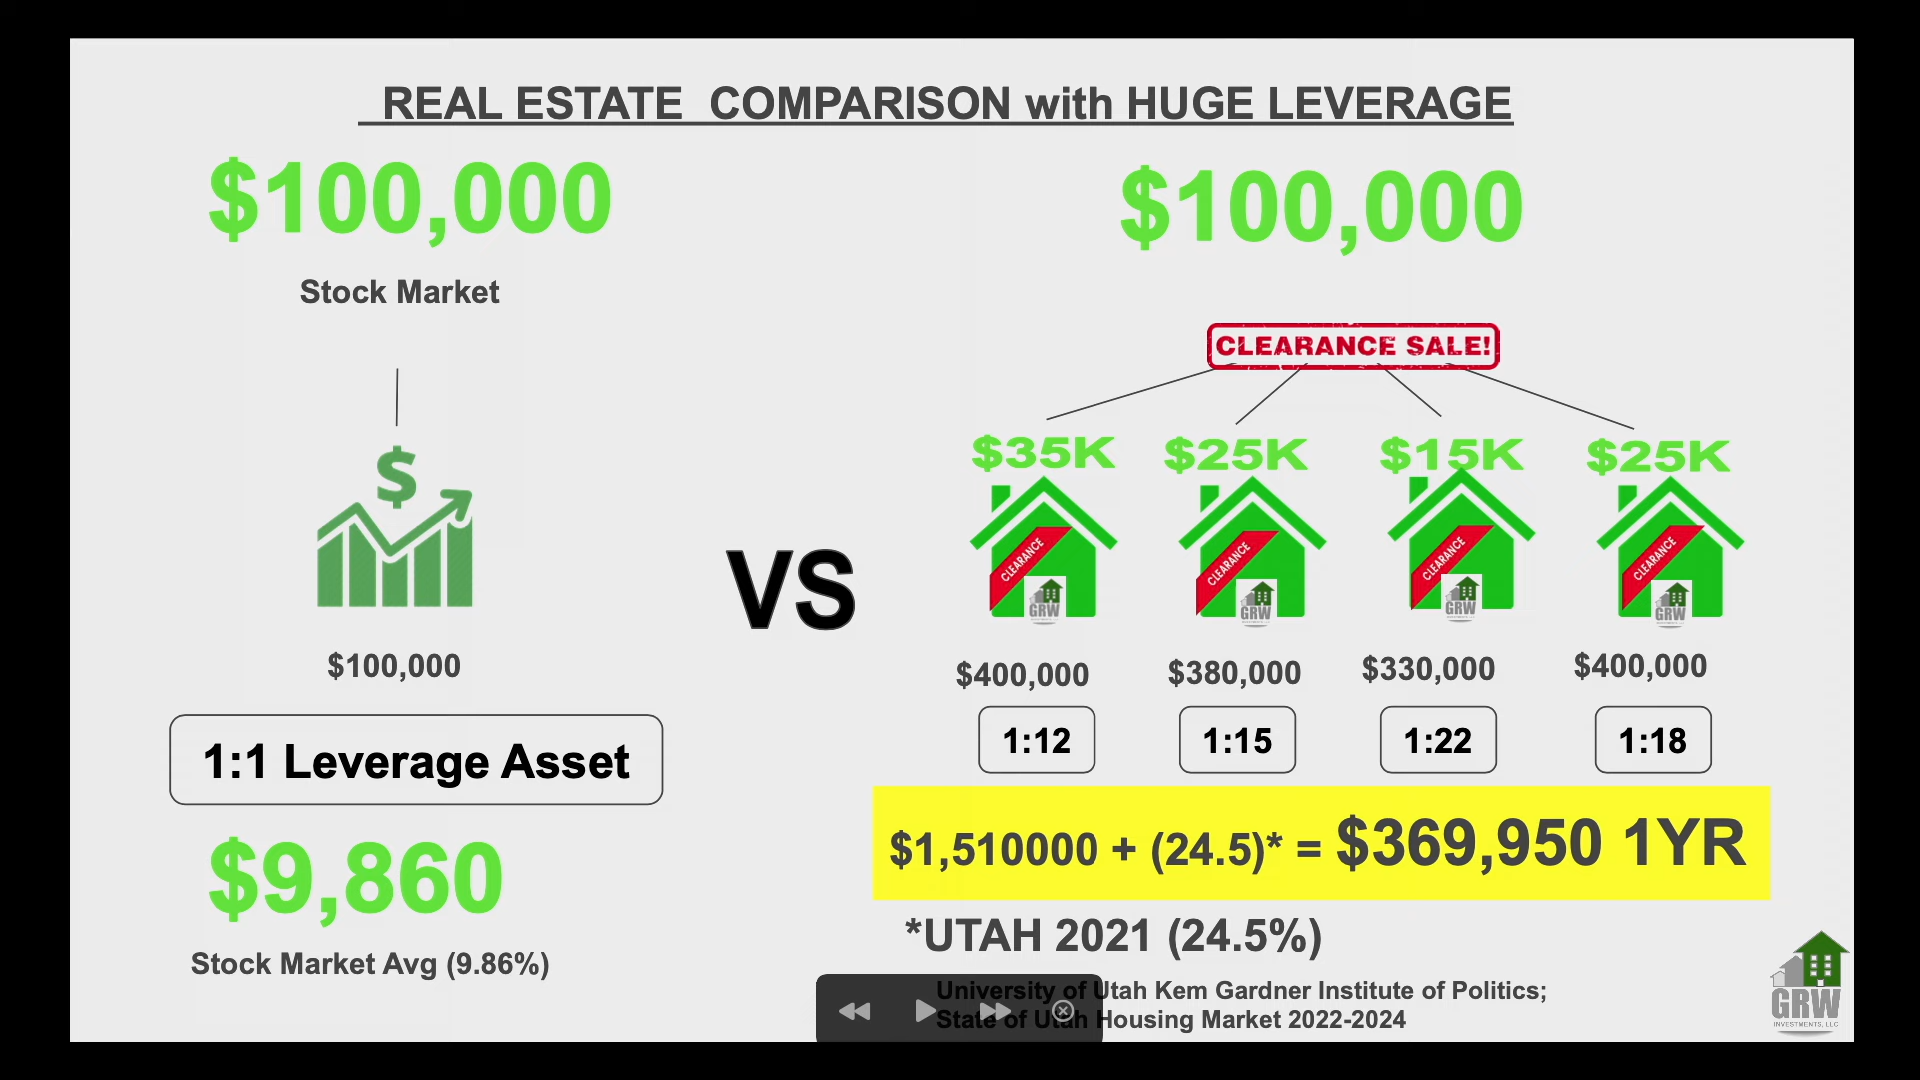 REAL ESTATE  COMPARISON with HUGE LEVERAGE
$100,000
Stock Market
$
$100,000
1:1 Leverage Asset
$9,860
Stock Market Avg (9.86%)
VS
$100,000
CLEARANCE SALE!
$35K $25K $15K $25K
CLEARANCE CLEARANCE CLEARANCE CLEARANCE
GRW GRW GRW GRW
$400,000 $380,000 $330,000 $400,000
1:12 1:15 1:22 1:18
$1,510000 + (24.5)* = $369,950 1YR
*UTAH 2021 (24.5%)
University of Utah Kem Gardner Institute of Politics;
State of Utah Housing Market 2022-2024
GRW
INVESTMENTS, LLC